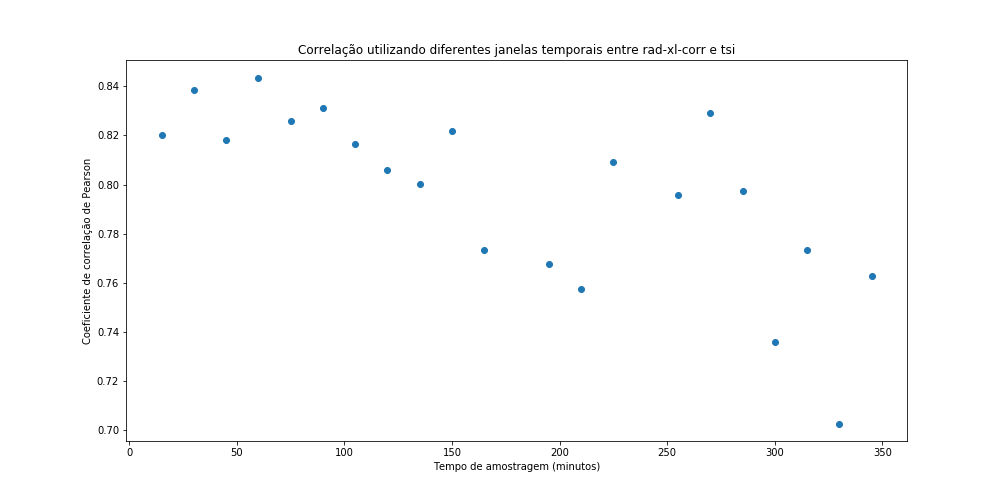 Correlação utilizando diferentes janelas temporais entre rad-xl-corr e tsi
Coeficiente de correlação de Pearson
0.84
0.82
0.80
0.78
0.76
0.74
0.72
0.70
0 50 100 150 200 250 300 350
Tempo de amostragem (minutos)